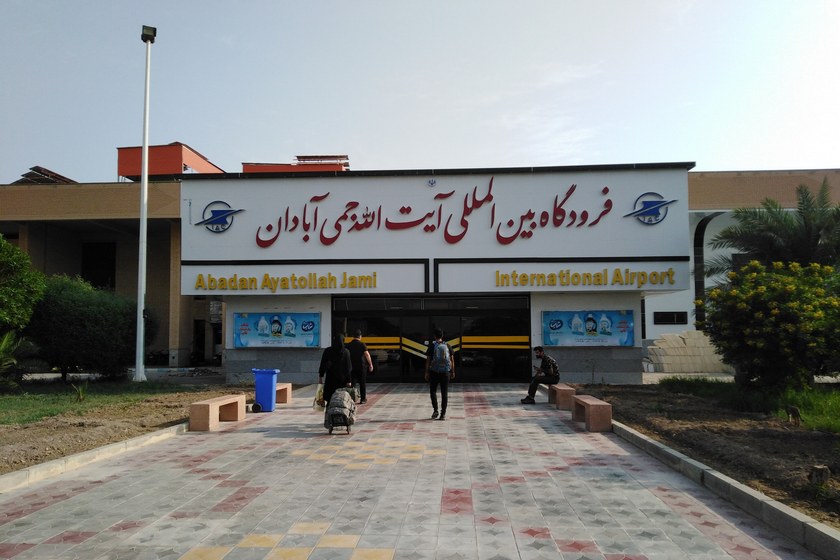 فرودگاه بین المللی آیت الله جمی آبادان
Abadan Ayatollah Jami International Airport